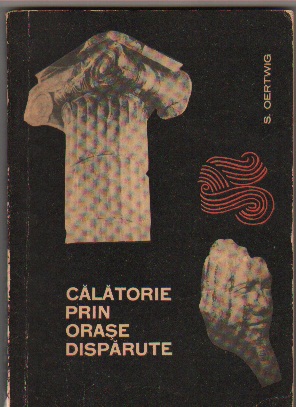 S. OERTWIG
CĂLĂTORIE
PRIN
ORAȘE
DISPĂRUTE